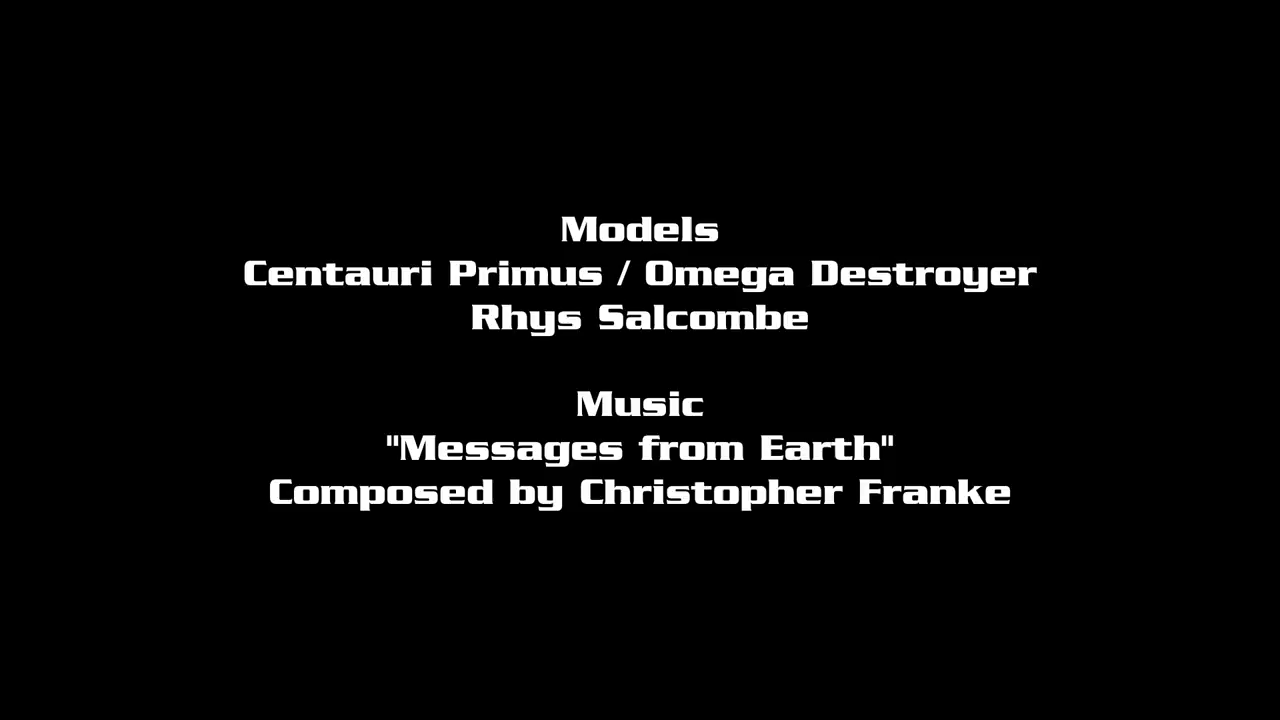 Models
Centauri Primus / Omega Destroyer
Rhys Salcombe
Music
"Messages from Earth"
Composed by Christopher Franke